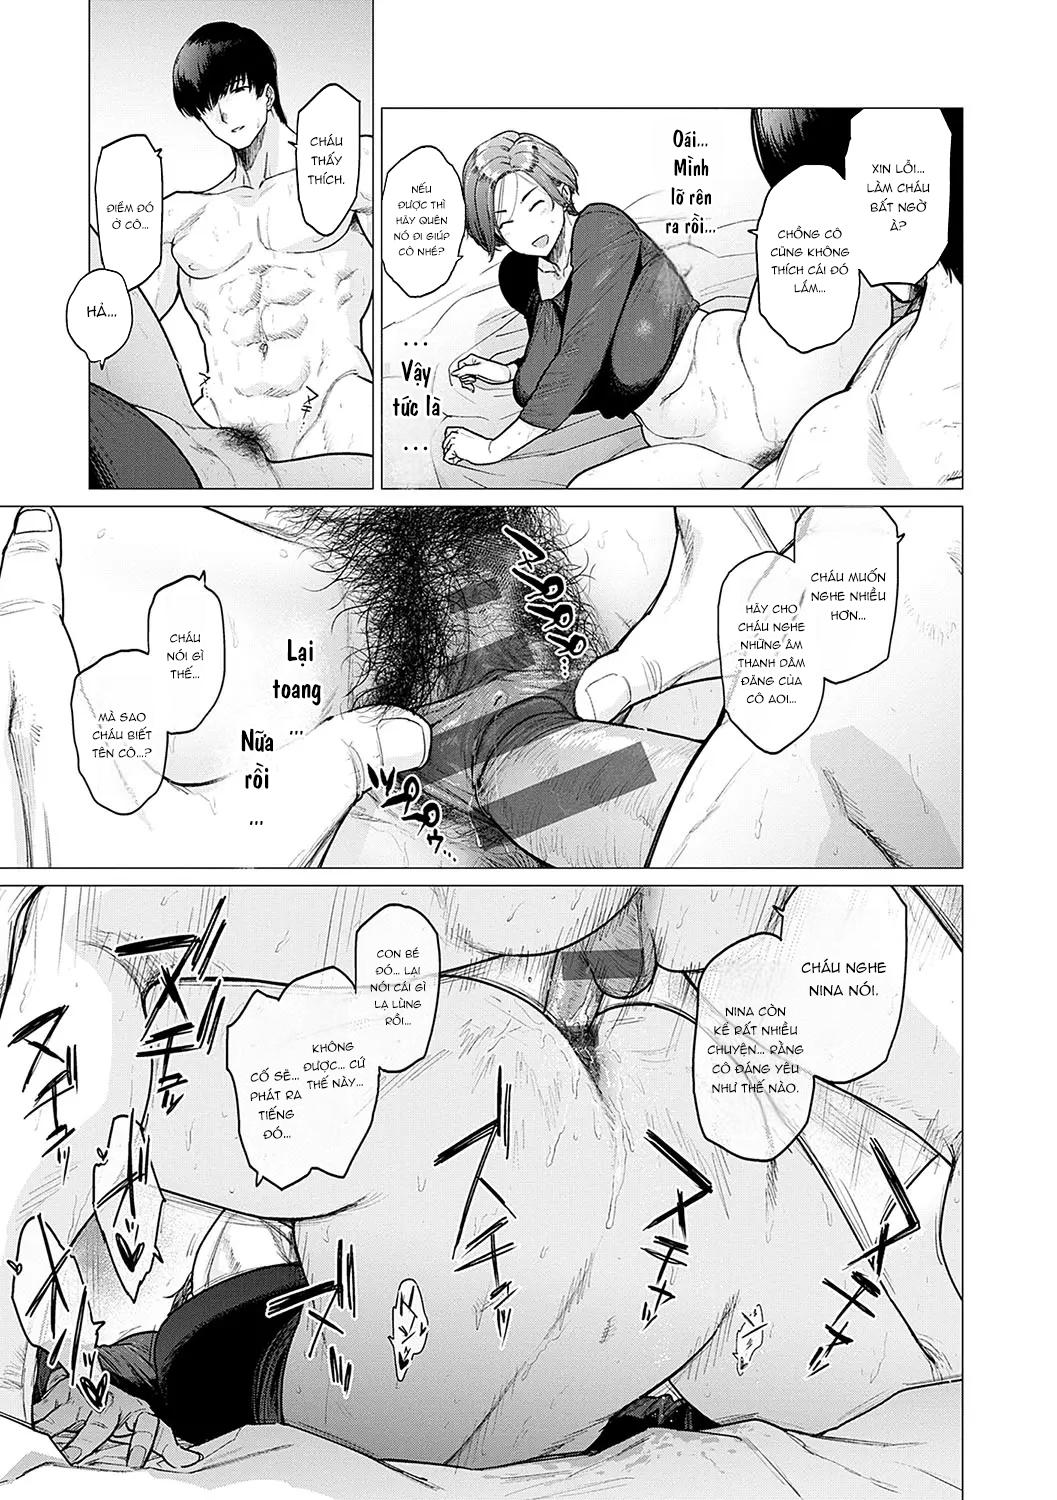 XIN LỖI...
LÀM CHÁU
BẤT NGỜ
À?
CHỒNG CÔ
CŨNG KHÔNG
THÍCH CÁI ĐÓ
LẮM...
Oái...
Mình
lỡ rên
ra rồi...
NẾU
ĐƯỢC THÌ
HÃY QUÊN
NÓ ĐI GIÚP
CÔ NHÉ?
...
Vậy
tức là
...
CHÁU
THẤY
THÍCH.
ĐIỂM ĐÓ
Ở CÔ...
HẢ...
CHÁU MUỐN
NGHE NHIỀU
HƠN...
HÃY CHO
CHÁU NGHE
NHỮNG ÂM
THANH DÂM
ĐÃNG CỦA
CÔ AOI...
Lại
toang
...
Nữa
rồi
...
CHÁU
NÓI GÌ
THẾ...
MÀ SAO
CHÁU BIẾT
TÊN CÔ...?
CHÁU NGHE
NINA NÓI.
NINA CÒN
KỂ RẤT NHIỀU
CHUYỆN... RẰNG
CÔ ĐÁNG YÊU
NHƯ THẾ NÀO.
CON BÉ
ĐÓ... LẠI
NÓI CÁI GÌ
LẠ LÙNG
RỒI...
KHÔNG
ĐƯỢC... CỨ
THẾ NÀY...
CÔ SẼ...
PHÁT RA
TIẾNG
ĐÓ...